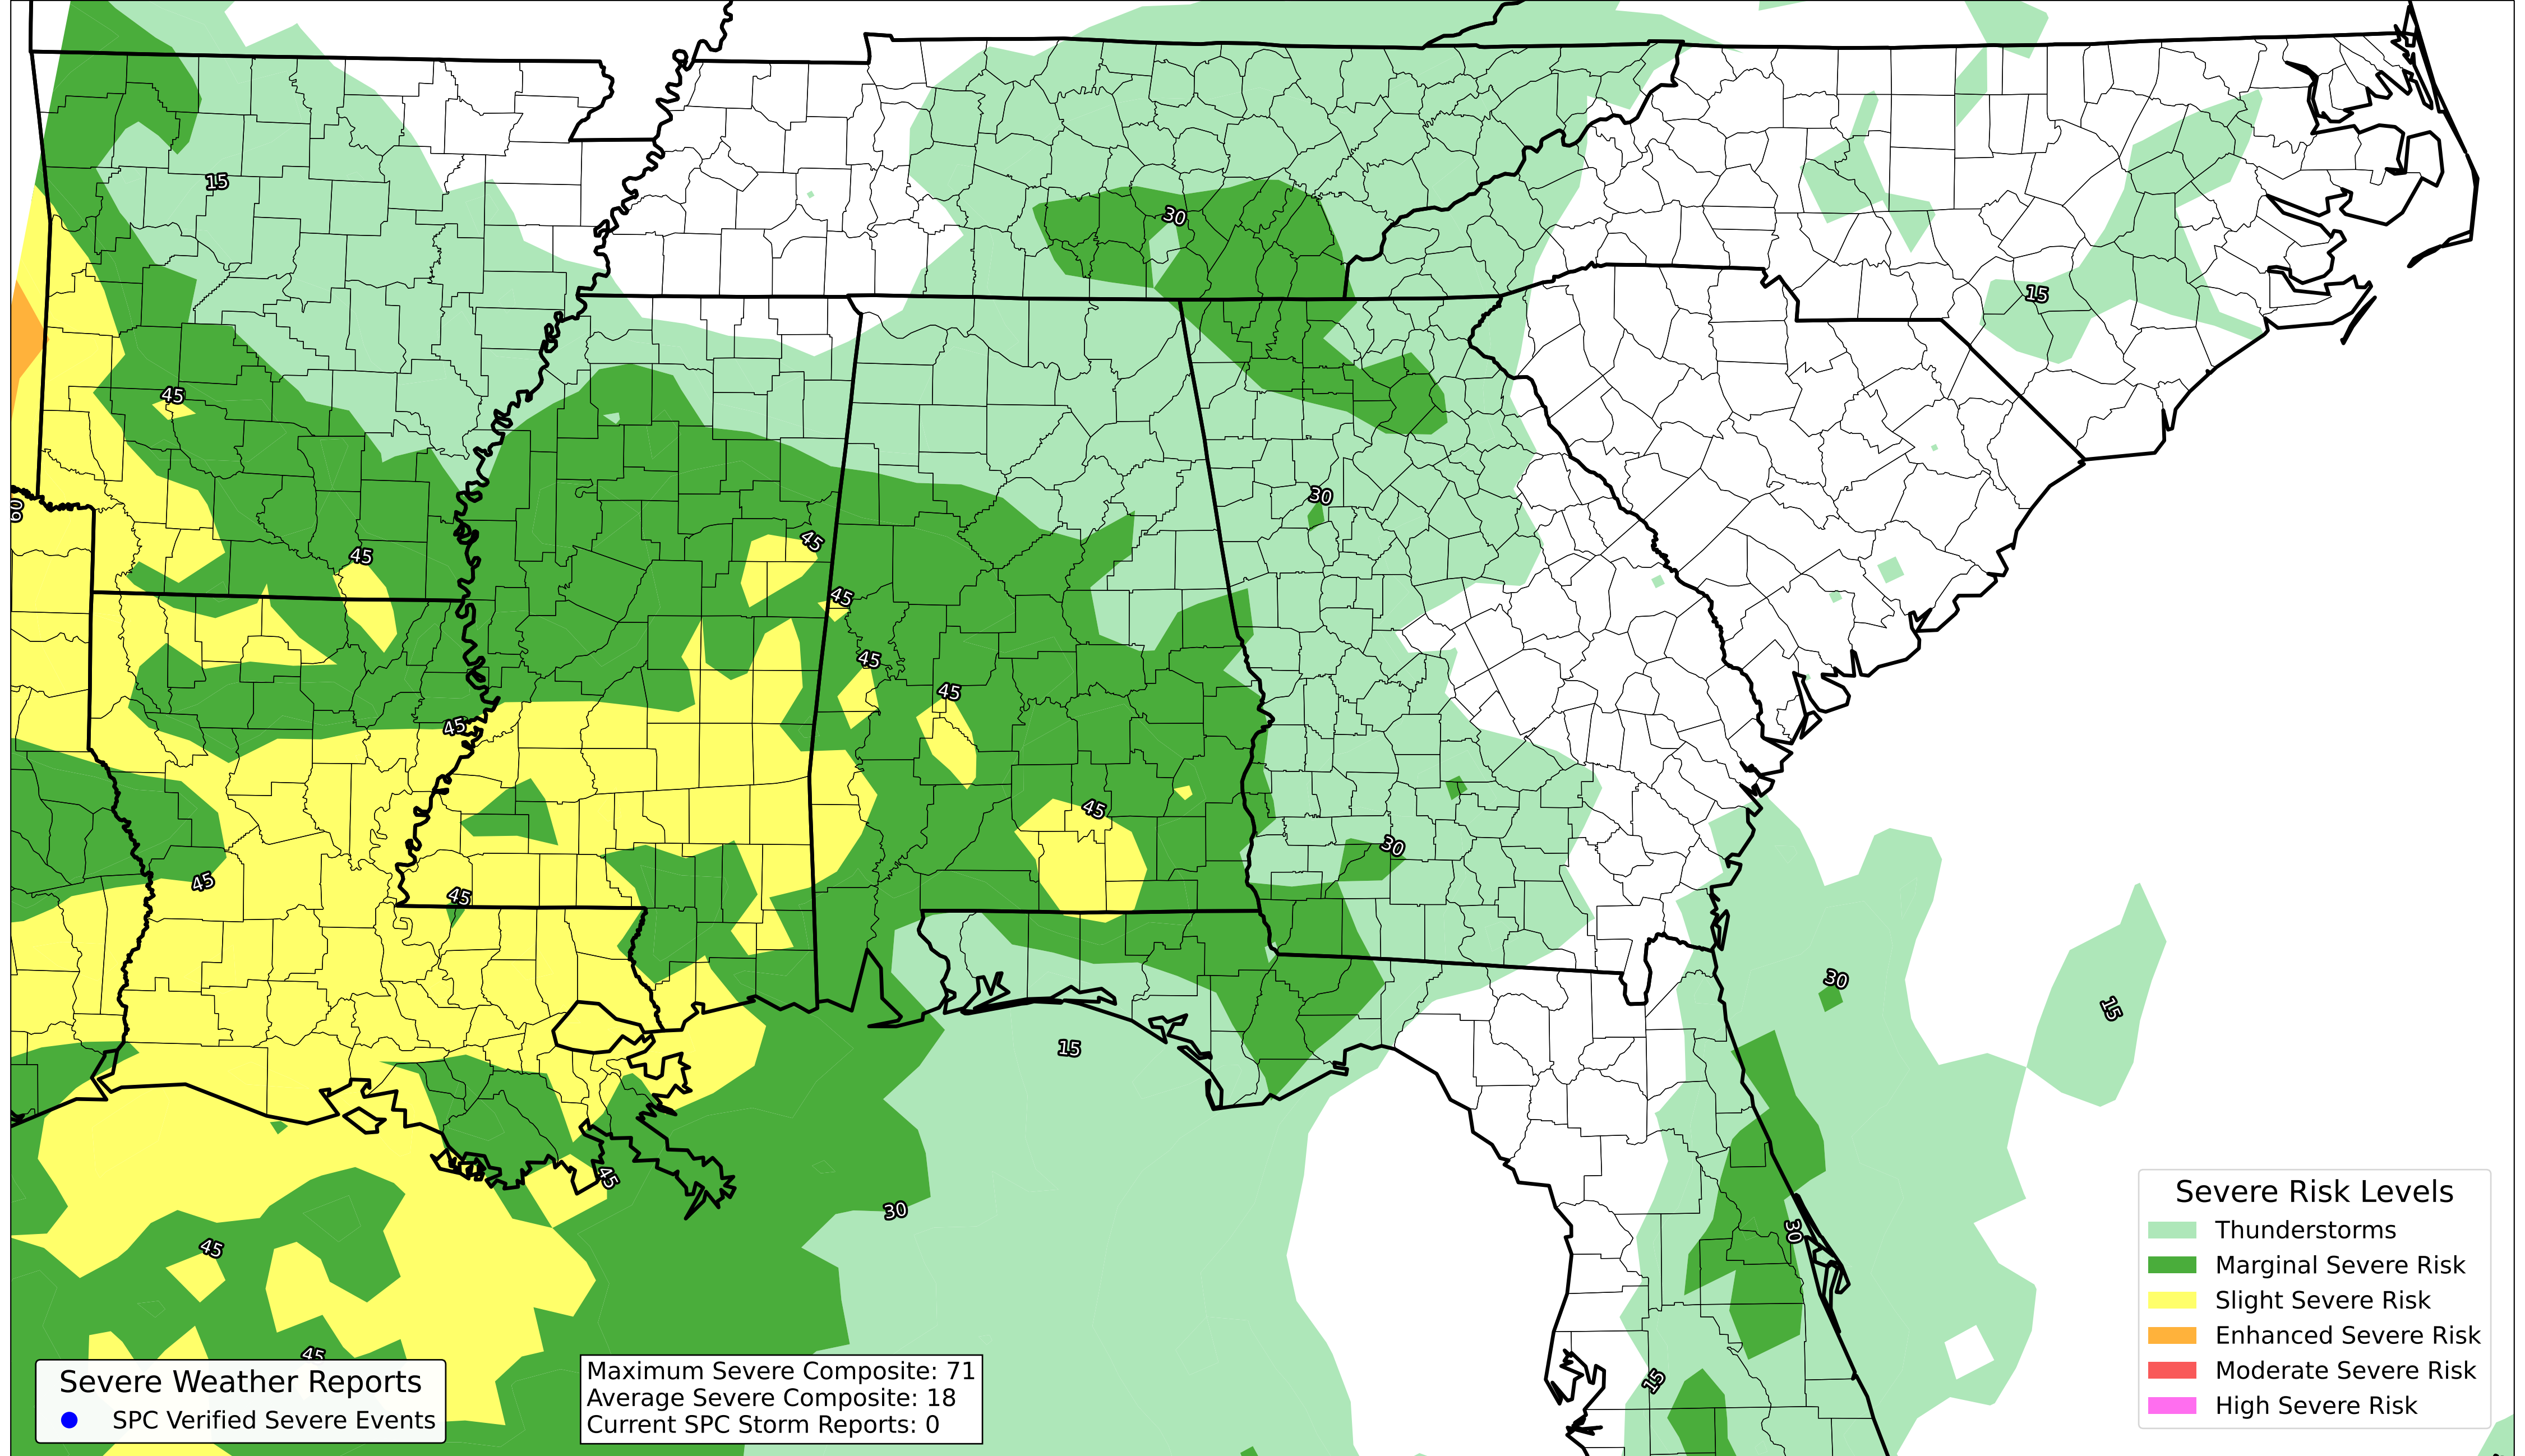 15
30
15
45
30
60
45
45
45
45
45
45
45
30
45
45
30
15
15
45
30
30
45
15
45
Severe Risk Levels
Thunderstorms
Marginal Severe Risk
Slight Severe Risk
Enhanced Severe Risk
Moderate Severe Risk
High Severe Risk
Severe Weather Reports
SPC Verified Severe Events
Maximum Severe Composite: 71
Average Severe Composite: 18
Current SPC Storm Reports: 0